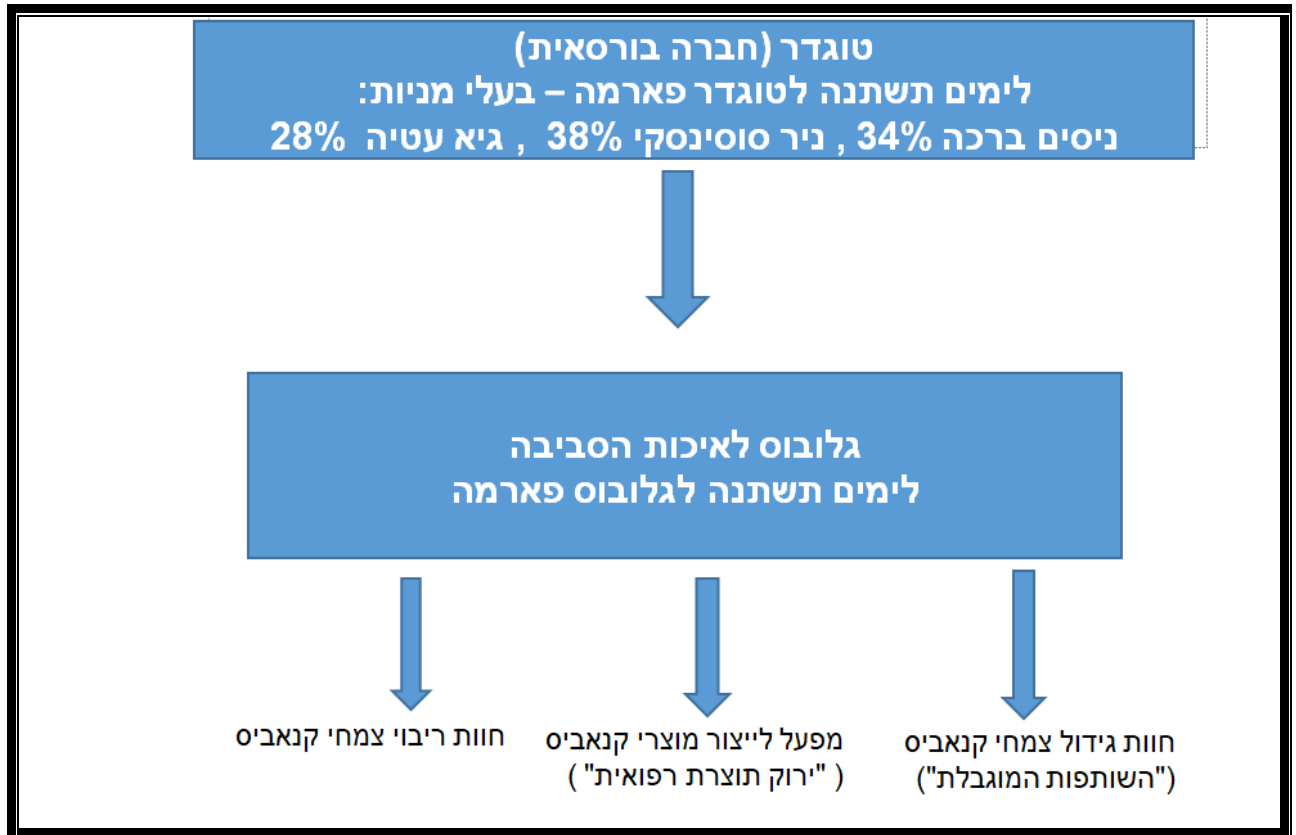 טוגדר (חברה בורסאית)
לימים תשתנה לטוגדר פארמה – בעלי מניות:
ניסים ברכה 34% , ניר סוסינסקי 38% , גיא עטיה 28%
גלובוס לאיכות הסביבה
לימים תשתנה לגלובוס פארמה
חוות גידול צמחי קנאביס
("השותפות המוגבלת")
מפעל לייצור מוצרי קנאביס
( "ירוק תוצרת רפואית" )
חוות ריבוי צמחי קנאביס